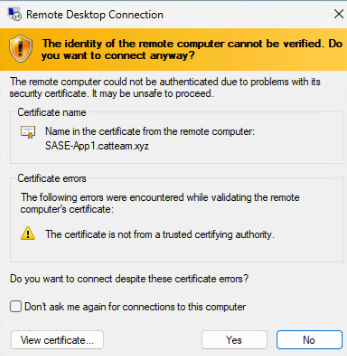 Remote Desktop Connection
The identity of the remote computer cannot be verified. Do
you want to connect anyway?
The remote computer could not be authenticated due to problems with its
security certificate. It may be unsafe to proceed.
Certificate name
Name in the certificate from the remote computer:
SASE-App1.catteam.xyz
Certificate errors
The following errors were encountered while validating the remote
computer's certificate:
The certificate is not from a trusted certifying authority.
Do you want to connect despite these certificate errors?
Don't ask me again for connections to this computer
View certificate...
Yes
No